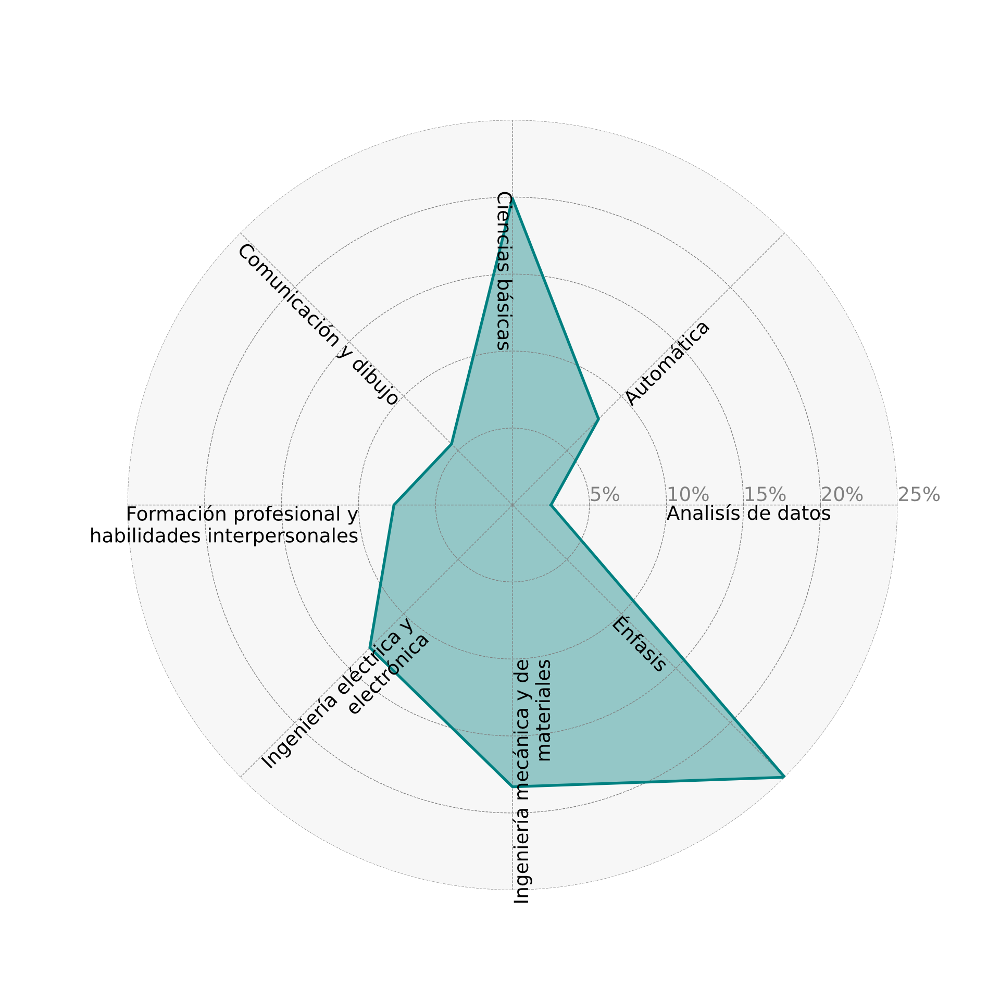 Ciencias básicas
Comunicación y dibujo
Automática
5%
10%
15%
20%
25%
Analisís de datos
Formación profesional y
habilidades interpersonales
Ingeniería eléctrica y
electrónica
Ingeniería mecánica y de
materiales
Énfasis